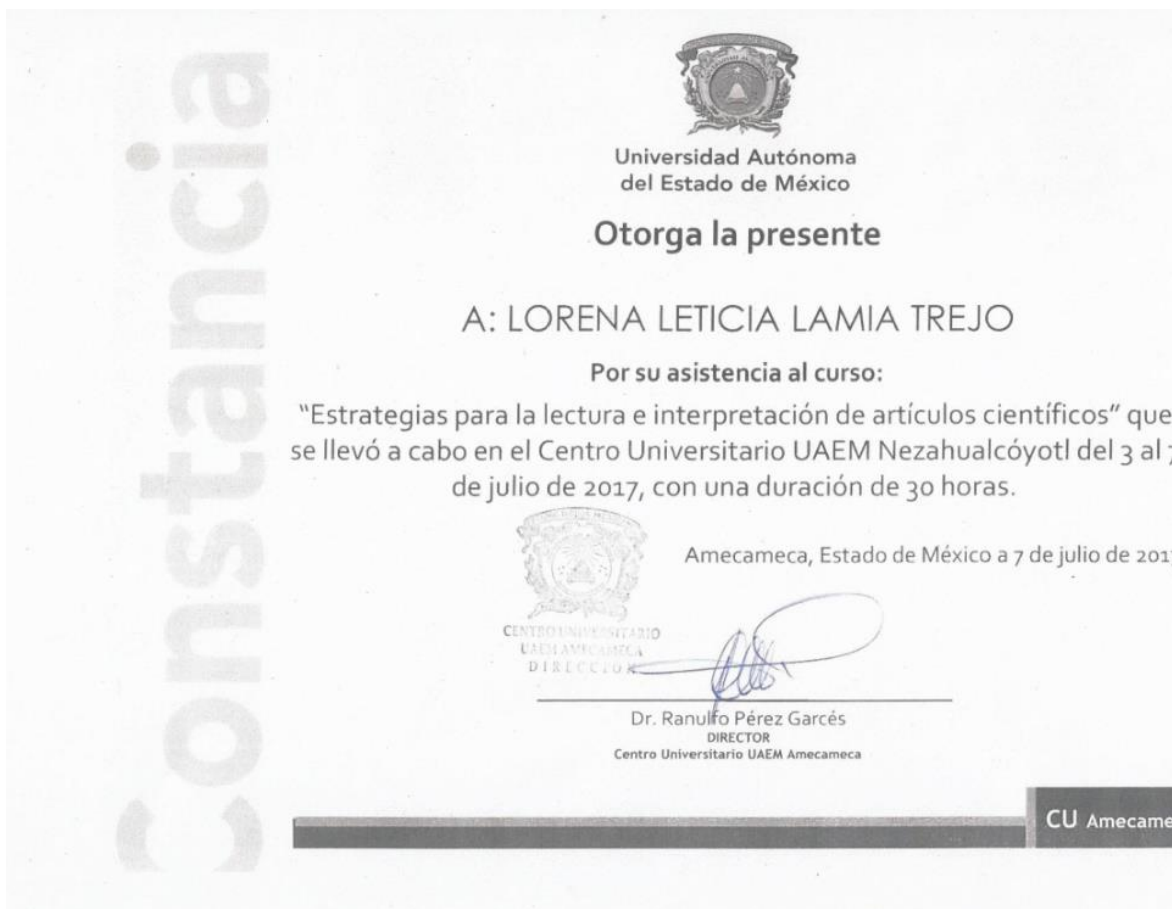 Constancia
Universidad Autónoma
del Estado de México
Otorga la presente
A: LORENA LETICIA LAMIA TREJO
Por su asistencia al curso:
"Estrategias para la lectura e interpretación de artículos científicos" que
se llevó a cabo en el Centro Universitario UAEM Nezahualcóyotl del 3 al 7
de julio de 2017, con una duración de 30 horas.
Amecameca, Estado de México a 7 de julio de 2017
CENTRO UNIVERSITARIO
UAEM AMECAMECA
DIRECCIÓN
Dr. Ranulfo Pérez Garcés
DIRECTOR
Centro Universitario UAEM Amecameca
CU Amecame